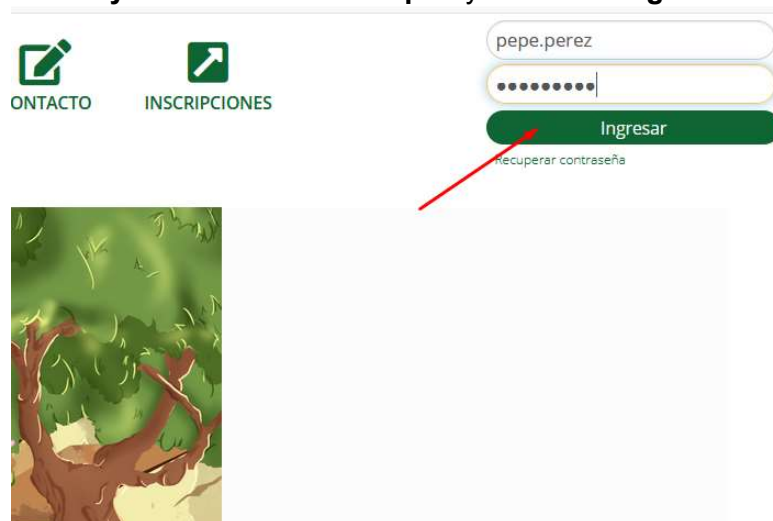 pepe.perez
•••••••••
ONTACTO INSCRIPCIONES
Ingresar
Recuperar contraseña